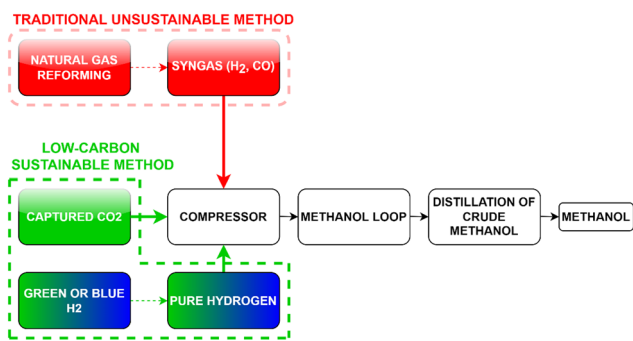 TRADITIONAL UNSUSTAINABLE METHOD
NATURAL GAS
REFORMING
SYNGAS (H2, CO)
LOW-CARBON
SUSTAINABLE METHOD
CAPTURED CO2
COMPRESSOR
METHANOL LOOP
DISTILLATION OF
CRUDE
METHANOL
METHANOL
GREEN OR BLUE
H2
PURE HYDROGEN